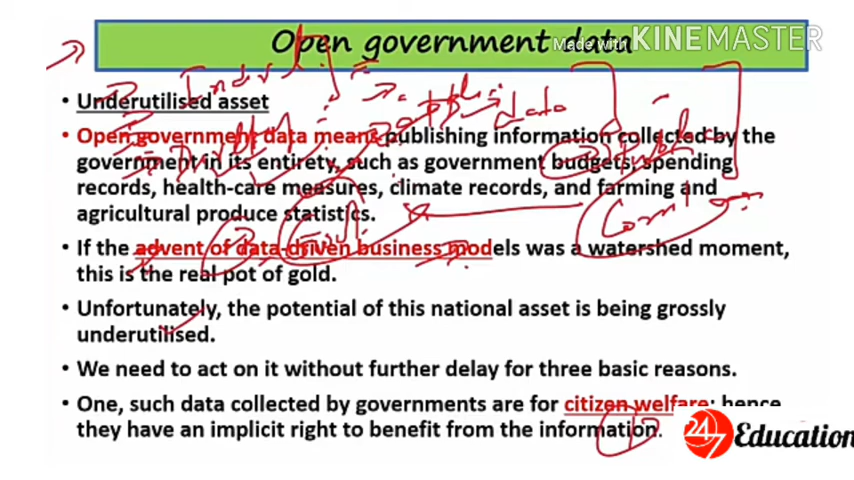 Open government data
Made with KINEMASTER
• Underutilised asset
• Open government data means publishing information collected by the
government in its entirety, such as government budgets, spending
records, health-care measures, climate records, and farming and
agricultural produce statistics.
• If the advent of data-driven business models was a watershed moment,
this is the real pot of gold.
• Unfortunately, the potential of this national asset is being grossly
underutilised.
• We need to act on it without further delay for three basic reasons.
• One, such data collected by governments are for citizen welfare; hence
they have an implicit right to benefit from the information.
data
24/7 Education